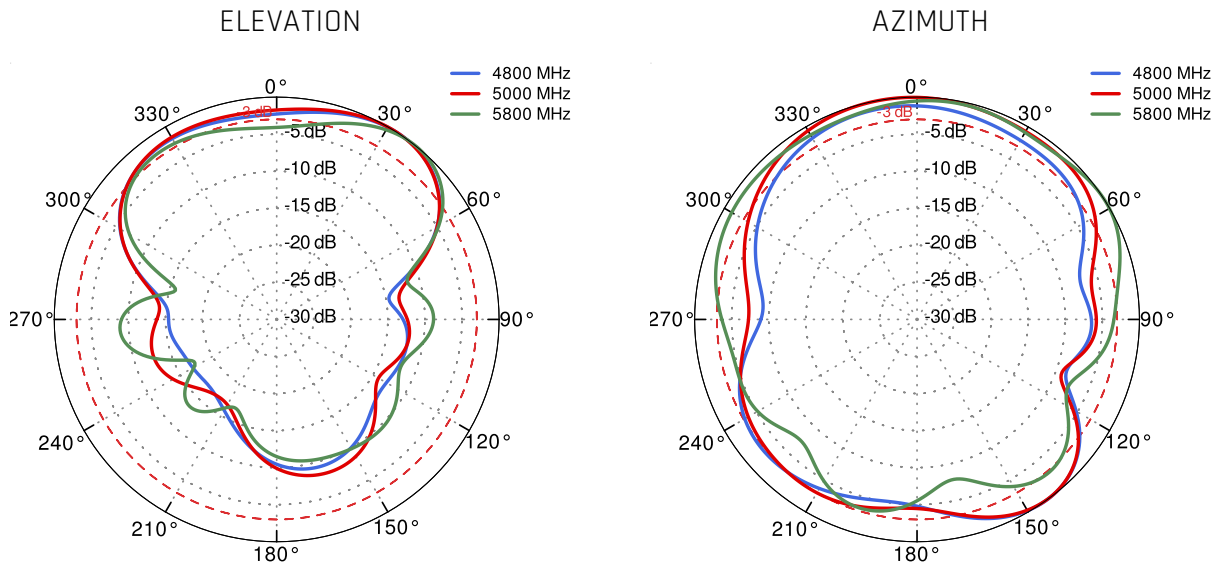 ELEVATION
4800 MHz
5000 MHz
5800 MHz
0°
330°
30°
-3 dB
-5 dB
-10 dB
300°
60°
-15 dB
-20 dB
-25 dB
270°
-30 dB
90°
240°
120°
210°
150°
180°
AZIMUTH
4800 MHz
5000 MHz
5800 MHz
0°
330°
30°
-3 dB
-5 dB
-10 dB
300°
60°
-15 dB
-20 dB
-25 dB
270°
-30 dB
90°
240°
120°
210°
150°
180°